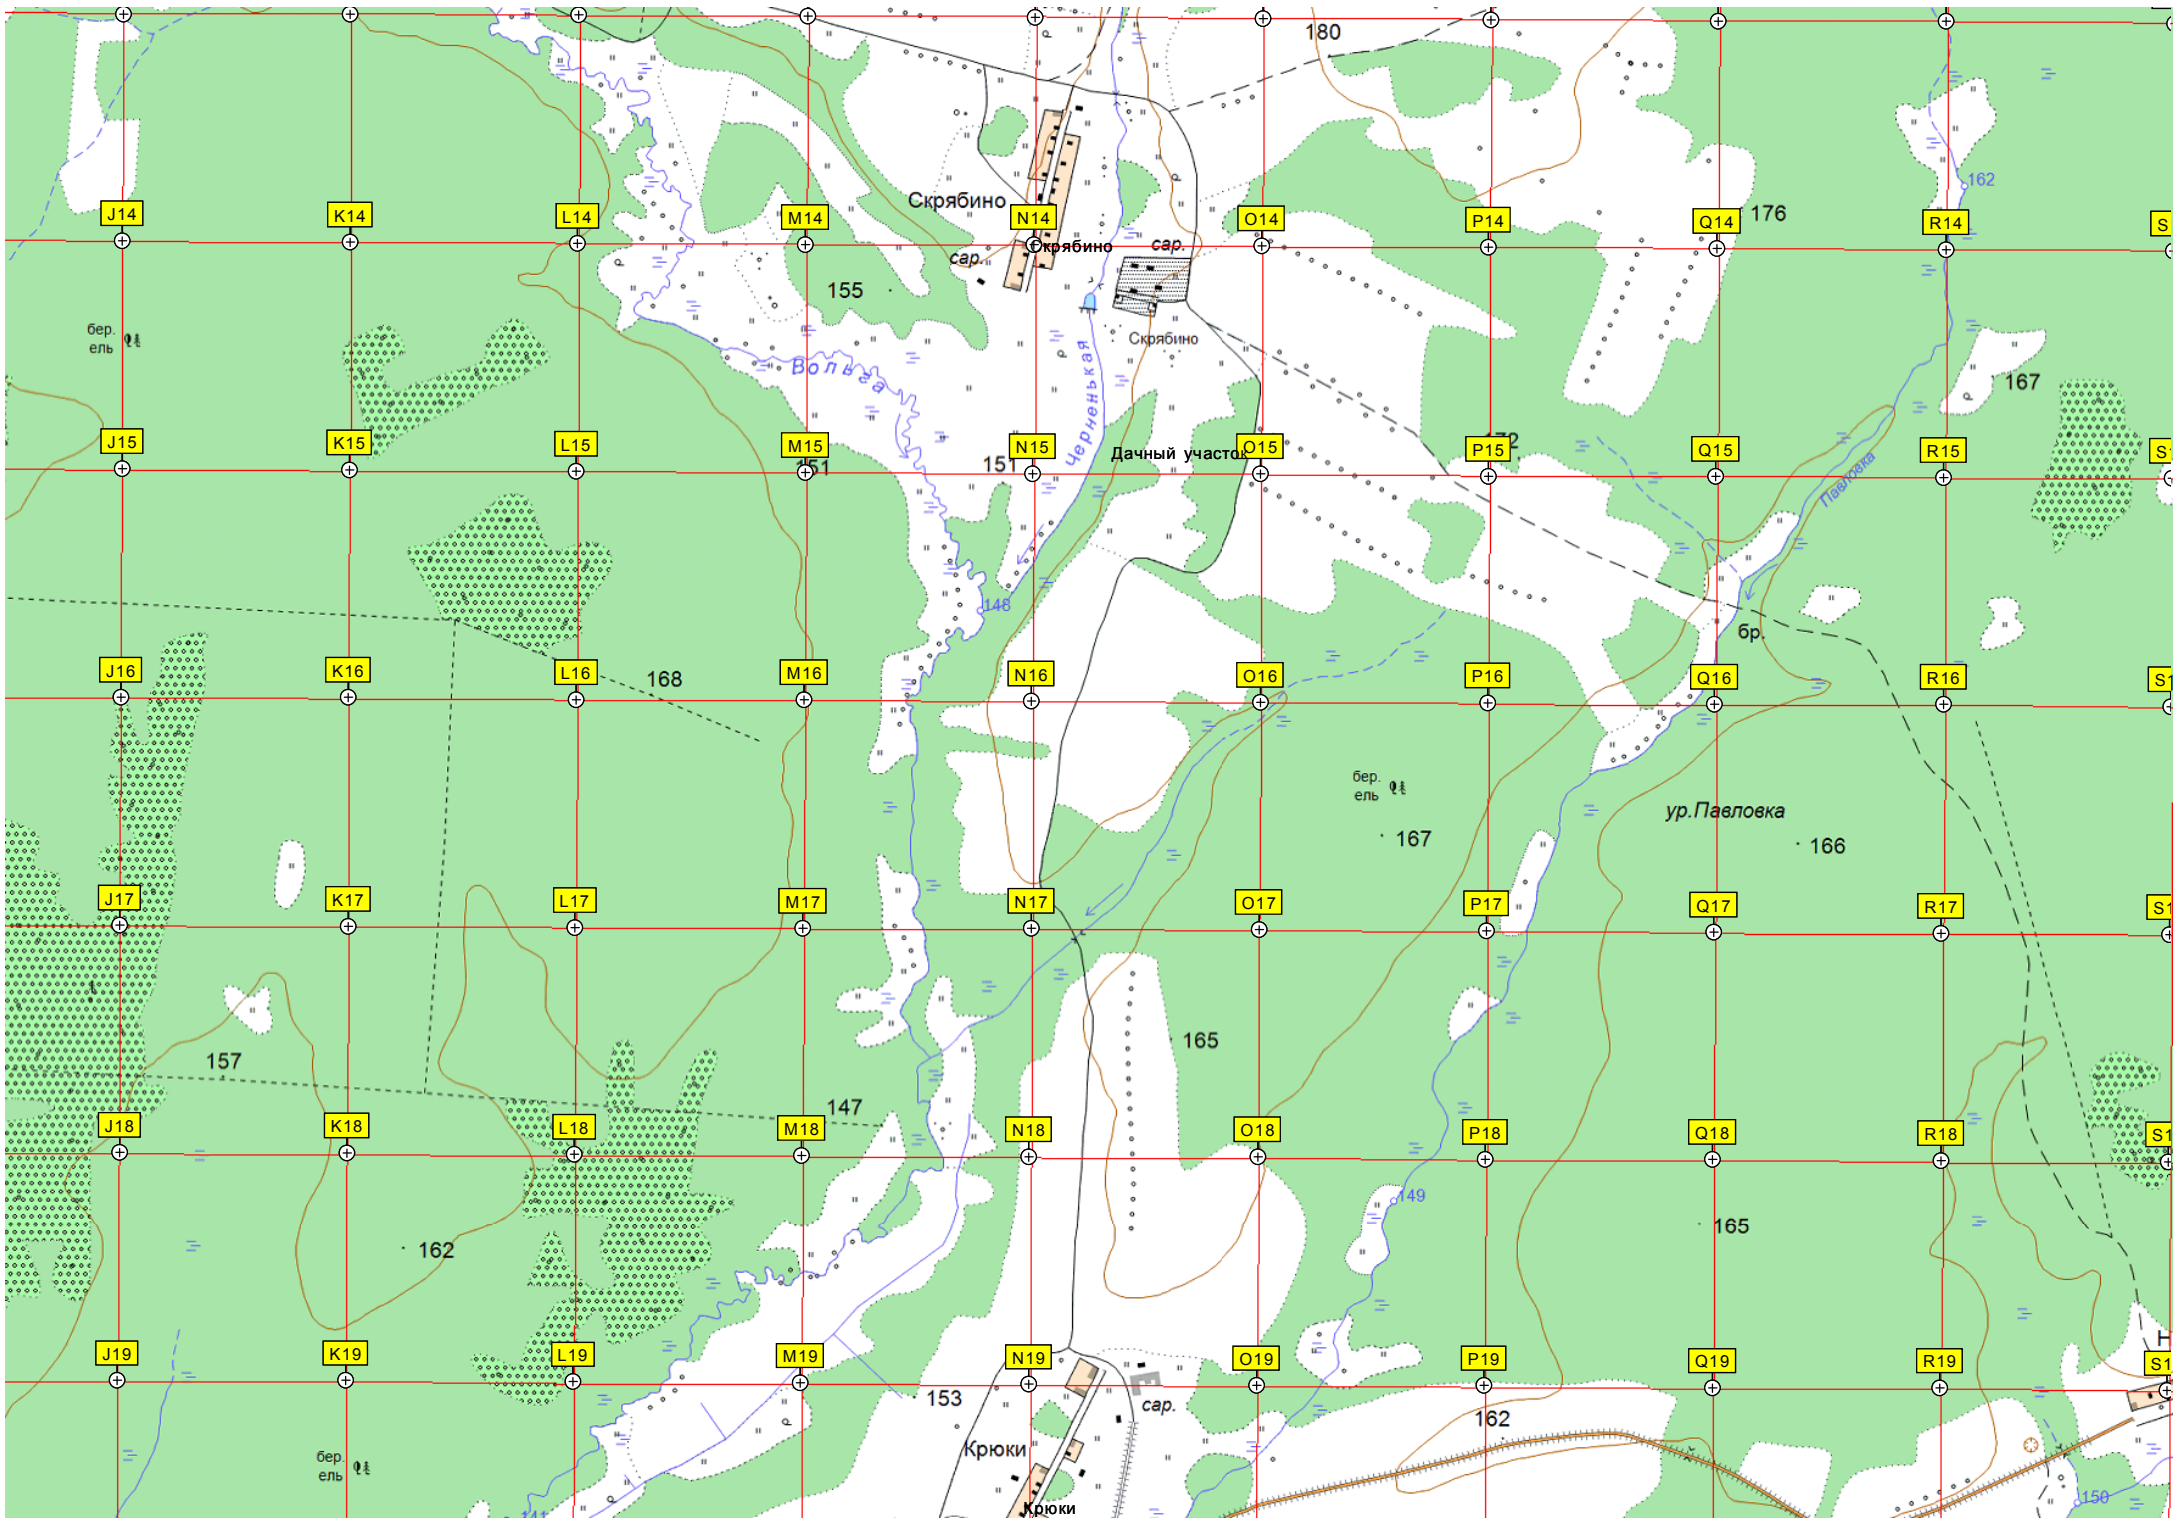 180
162
Скрябино
J14
K14
L14
M14
N14
O14
P14
Q14
176
R14
S
Скрябино
сар.
сар.
155
бер.
ель
Скрябино
Вольга
Черненькая
167
J15
K15
L15
M15
151
151
N15
Дачный участок
O15
P15
Q15
R15
Павловка
148
бр.
J16
K16
L16
168
M16
N16
O16
P16
Q16
R16
бер.
ель
167
ур.Павловка
166
J17
K17
L17
M17
N17
O17
P17
Q17
R17
157
165
147
J18
K18
L18
M18
N18
O18
P18
Q18
R18
149
165
162
J19
K19
L19
M19
N19
O19
P19
Q19
R19
Н
153
сар.
162
Крюки
бер.
ель
150
Крюки